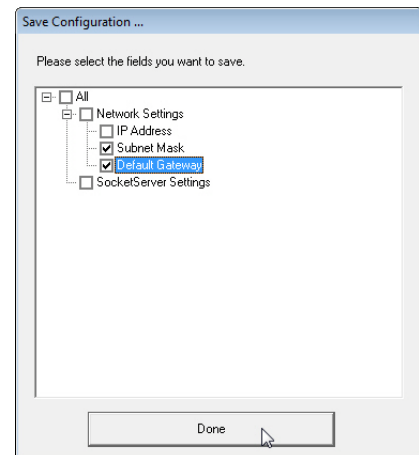 Save Configuration ...
Please select the fields you want to save.
All
Network Settings
IP Address
Subnet Mask
Default Gateway
SocketServer Settings
Done